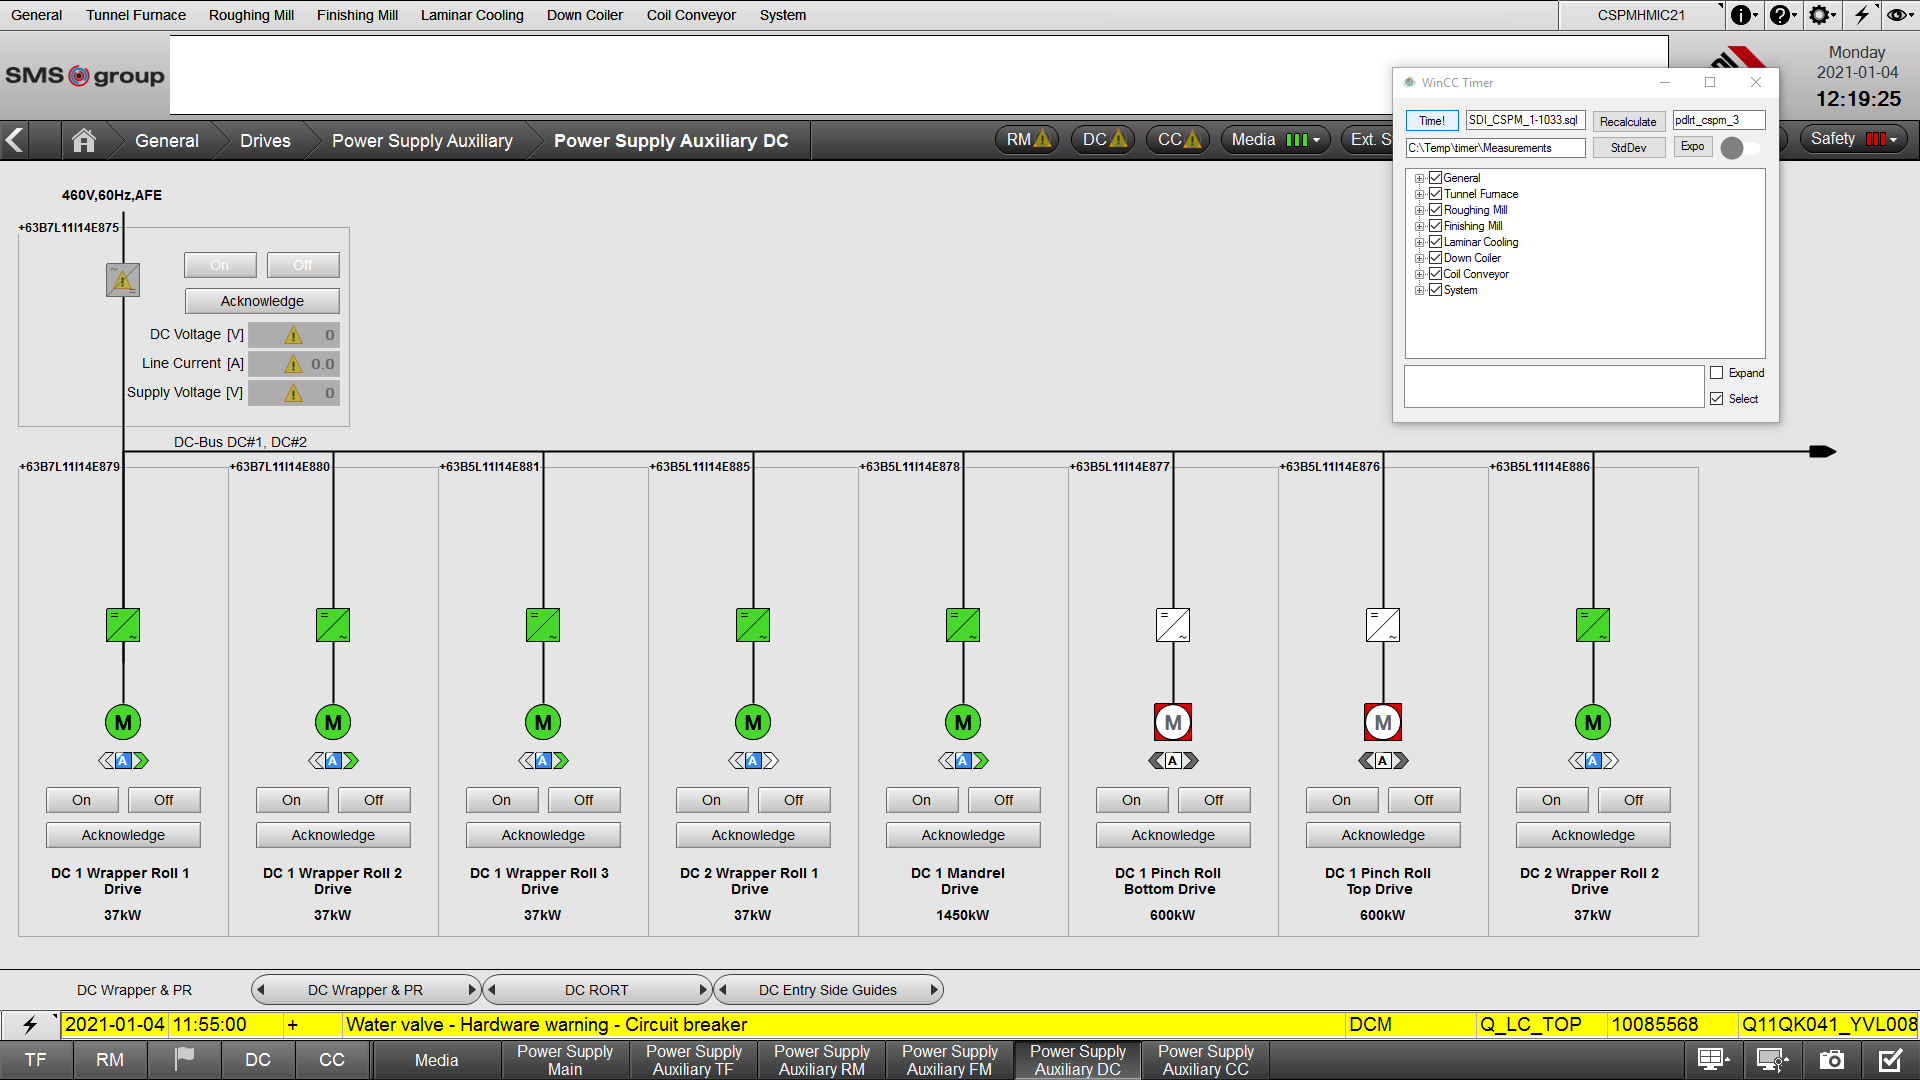 General Tunnel Furnace Roughing Mill Finishing Mill Laminar Cooling Down Coiler Coil Conveyor System CSPMHMIC21
SMS group
Monday
2021-01-04
12:19:25
General Drives Power Supply Auxiliary Power Supply Auxiliary DC RM DC CC Media Ext. S Safety
WinCC Timer
Time! SDI_CSPM_1-1033.sql Recalculate pdlrt_cspm_3
C:\Temp\timer\Measurements StdDev Expo
General
Tunnel Furnace
Roughing Mill
Finishing Mill
Laminar Cooling
Down Coiler
Coil Conveyor
System
Expand
Select
460V,60Hz,AFE
+63B7L11I14E875
On Off
Acknowledge
DC Voltage [V] 0
Line Current [A] 0.0
Supply Voltage [V] 0
DC-Bus DC#1, DC#2
+63B7L11I14E879 +63B7L11I14E880 +63B5L11I14E881 +63B5L11I14E885 +63B5L11I14E878 +63B5L11I14E877 +63B5L11I14E876 +63B5L11I14E886
M M M M M M M M
A A A A A A A A
On Off On Off On Off On Off On Off On Off On Off On Off
Acknowledge Acknowledge Acknowledge Acknowledge Acknowledge Acknowledge Acknowledge Acknowledge
DC 1 Wrapper Roll 1 DC 1 Wrapper Roll 2 DC 1 Wrapper Roll 3 DC 2 Wrapper Roll 1 DC 1 Mandrel DC 1 Pinch Roll DC 1 Pinch Roll DC 2 Wrapper Roll 2
Drive Drive Drive Drive Drive Bottom Drive Top Drive Drive
37kW 37kW 37kW 37kW 1450kW 600kW 600kW 37kW
DC Wrapper & PR DC Wrapper & PR DC RORT DC Entry Side Guides
2021-01-04 11:55:00 + Water valve - Hardware warning - Circuit breaker DCM Q_LC_TOP 10085568 Q11QK041_YVL008
TF RM DC CC Media
Power Supply Power Supply Power Supply Power Supply Power Supply Power Supply
Main Auxiliary TF Auxiliary RM Auxiliary FM Auxiliary DC Auxiliary CC